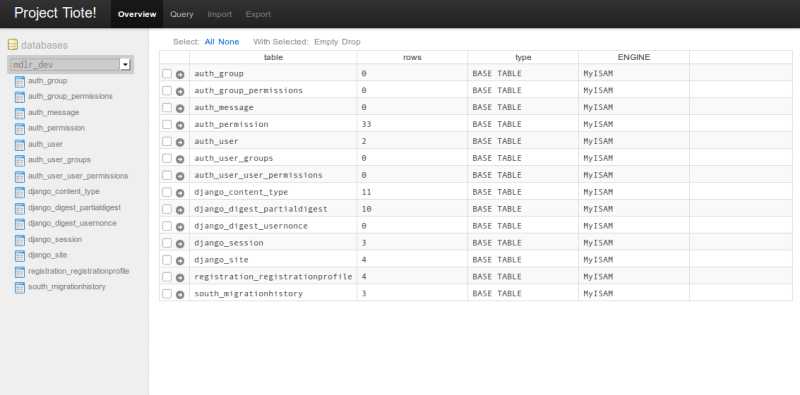 Project Tiote! Overview Query Import Export
databases
mdlr_dev
auth_group
auth_group_permissions
auth_message
auth_permission
auth_user
auth_user_groups
auth_user_user_permissions
django_content_type
django_digest_partialdigest
django_digest_usernonce
django_session
django_site
registration_registrationprofile
south_migrationhistory
Select: All None With Selected: Empty Drop
table rows type ENGINE
auth_group 0 BASE TABLE MyISAM
auth_group_permissions 0 BASE TABLE MyISAM
auth_message 0 BASE TABLE MyISAM
auth_permission 33 BASE TABLE MyISAM
auth_user 2 BASE TABLE MyISAM
auth_user_groups 0 BASE TABLE MyISAM
auth_user_user_permissions 0 BASE TABLE MyISAM
django_content_type 11 BASE TABLE MyISAM
django_digest_partialdigest 10 BASE TABLE MyISAM
django_digest_usernonce 0 BASE TABLE MyISAM
django_session 3 BASE TABLE MyISAM
django_site 4 BASE TABLE MyISAM
registration_registrationprofile 4 BASE TABLE MyISAM
south_migrationhistory 3 BASE TABLE MyISAM